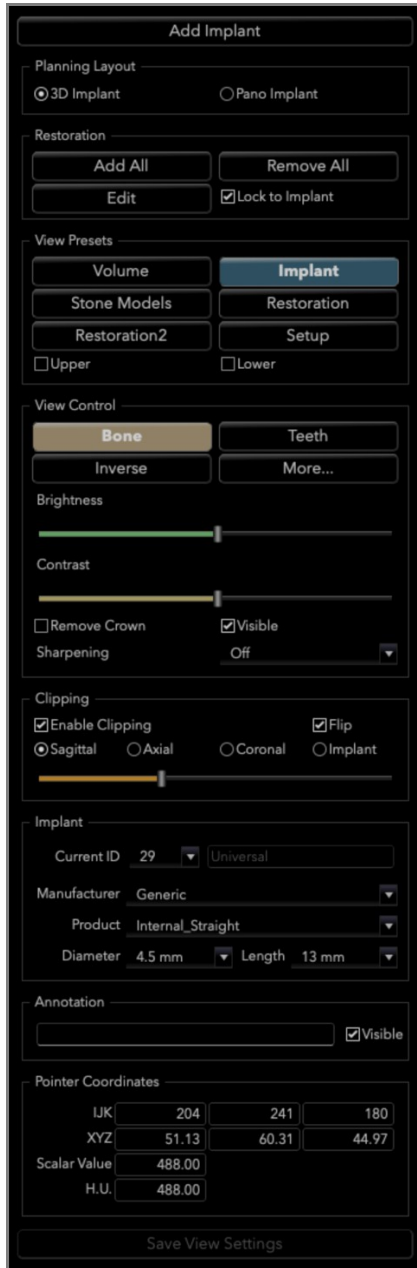 Add Implant
Planning Layout
3D Implant Pano Implant
Restoration
Add All Remove All
Edit Lock to Implant
View Presets
Volume Implant
Stone Models Restoration
Restoration2 Setup
Upper Lower
View Control
Bone Teeth
Inverse More...
Brightness
Contrast
Remove Crown Visible
Sharpening Off
Clipping
Enable Clipping Flip
Sagittal Axial Coronal Implant
Implant
Current ID 29 Universal
Manufacturer Generic
Product Internal_Straight
Diameter 4.5 mm Length 13 mm
Annotation
Visible
Pointer Coordinates
IJK 204 241 180
XYZ 51.13 60.31 44.97
Scalar Value 488.00
H.U. 488.00
Save View Settings